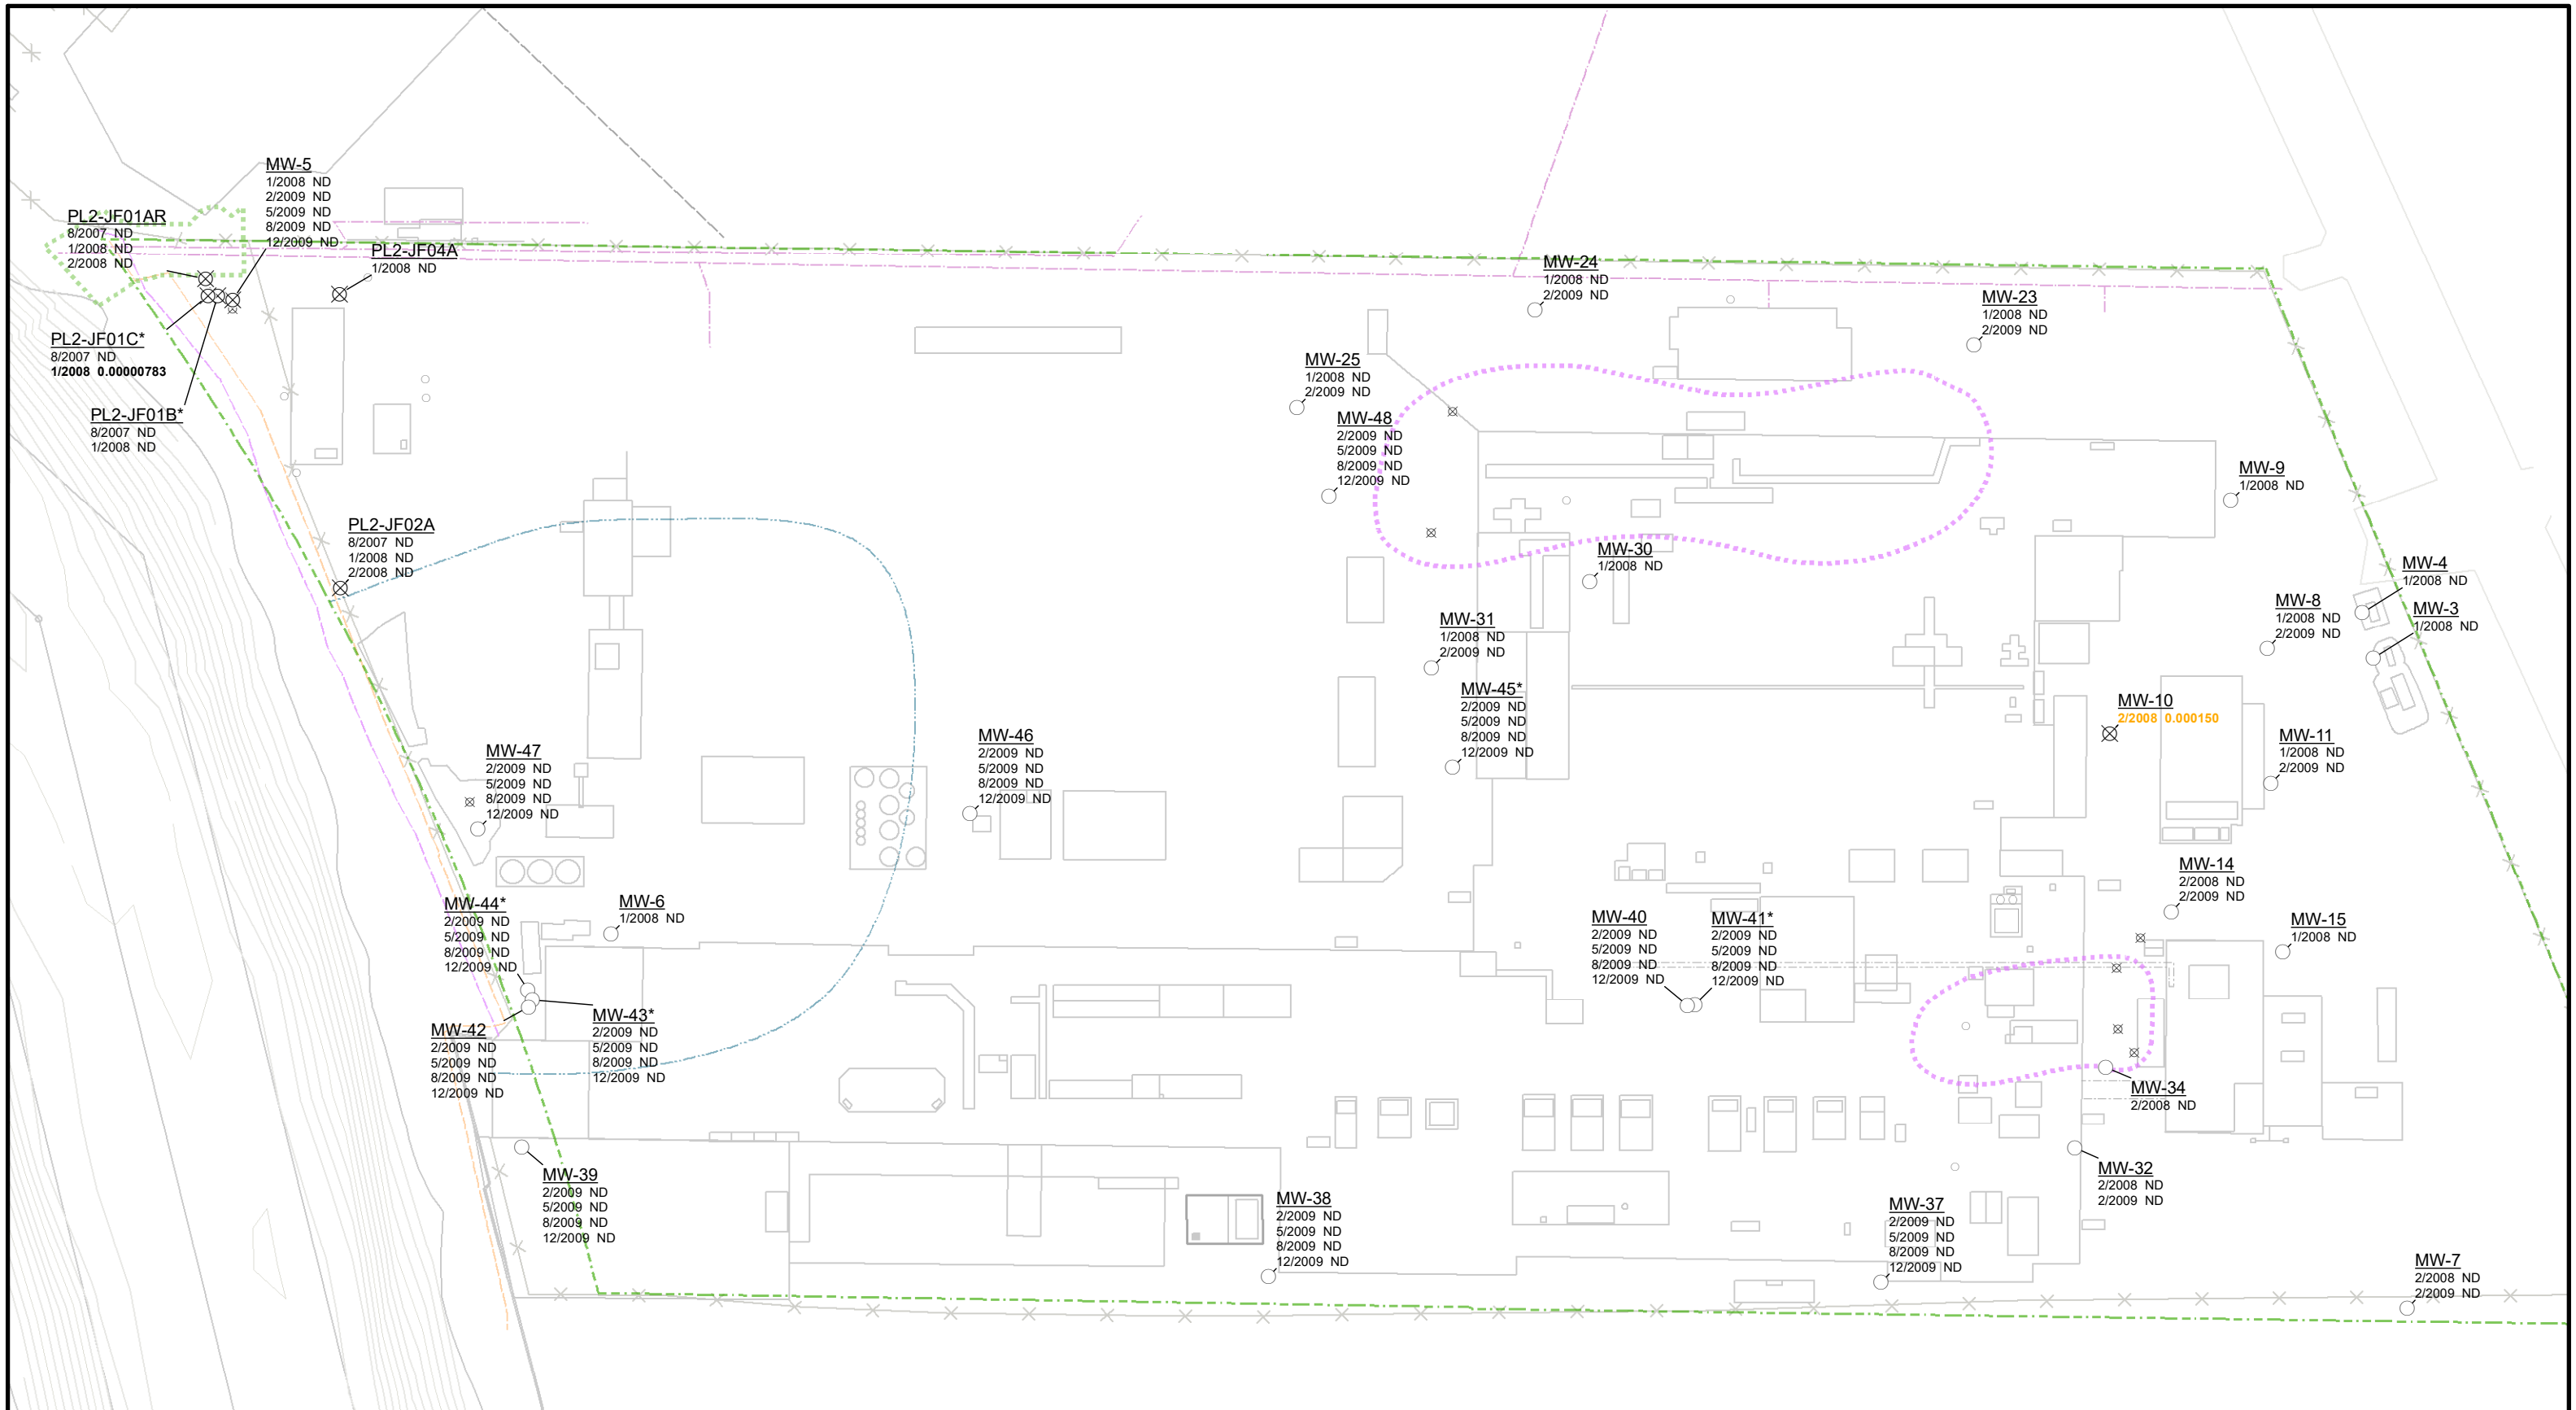 MW-5
1/2008 ND
2/2009 ND
5/2009 ND
8/2009 ND
12/2009 ND
PL2-JF01AR
8/2007 ND
1/2008 ND
2/2008 ND
PL2-JF04A
1/2008 ND
PL2-JF01C*
8/2007 ND
1/2008 0.00000783
PL2-JF01B*
8/2007 ND
1/2008 ND
MW-24
1/2008 ND
2/2009 ND
MW-23
1/2008 ND
2/2009 ND
MW-25
1/2008 ND
2/2009 ND
MW-48
2/2009 ND
5/2009 ND
8/2009 ND
12/2009 ND
MW-9
1/2008 ND
PL2-JF02A
8/2007 ND
1/2008 ND
2/2008 ND
MW-30
1/2008 ND
MW-4
1/2008 ND
MW-8
1/2008 ND
2/2009 ND
MW-3
1/2008 ND
MW-31
1/2008 ND
2/2009 ND
MW-45*
2/2009 ND
5/2009 ND
8/2009 ND
12/2009 ND
MW-10
2/2008 0.000150
MW-11
1/2008 ND
2/2009 ND
MW-46
2/2009 ND
5/2009 ND
8/2009 ND
12/2009 ND
MW-47
2/2009 ND
5/2009 ND
8/2009 ND
12/2009 ND
MW-14
2/2008 ND
2/2009 ND
MW-44*
2/2009 ND
5/2009 ND
8/2009 ND
12/2009 ND
MW-6
1/2008 ND
MW-40
2/2009 ND
5/2009 ND
8/2009 ND
12/2009 ND
MW-41*
2/2009 ND
5/2009 ND
8/2009 ND
12/2009 ND
MW-15
1/2008 ND
MW-42
2/2009 ND
5/2009 ND
8/2009 ND
12/2009 ND
MW-43*
2/2009 ND
5/2009 ND
8/2009 ND
12/2009 ND
MW-34
2/2008 ND
MW-39
2/2009 ND
5/2009 ND
8/2009 ND
12/2009 ND
MW-32
2/2008 ND
2/2009 ND
MW-38
2/2009 ND
5/2009 ND
8/2009 ND
12/2009 ND
MW-37
2/2009 ND
5/2009 ND
8/2009 ND
12/2009 ND
MW-7
2/2008 ND
2/2009 ND